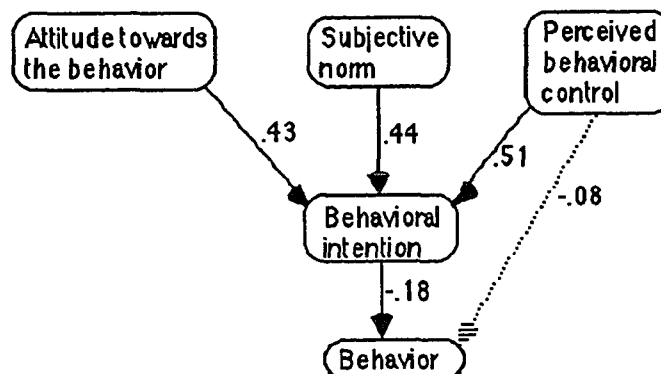 Attitude towards
the behavior
Subjective
norm
Perceived
behavioral
control
.43
.44
.51
-.08
Behavioral
intention
-.18
Behavior